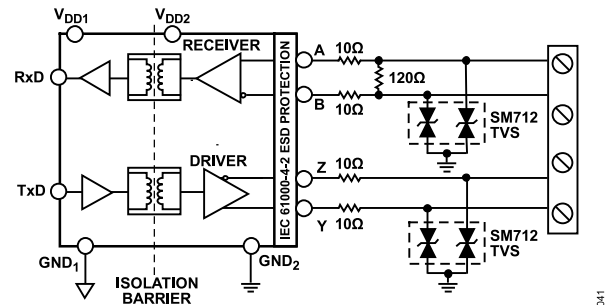 VDD1
VDD2
RECEIVER
RxD
A
10Ω
120Ω
B
10Ω
IEC 61000-4-2 ESD PROTECTION
SM712
TVS
DRIVER
TxD
Z
10Ω
Y
10Ω
SM712
TVS
GND1
GND2
ISOLATION
BARRIER
041